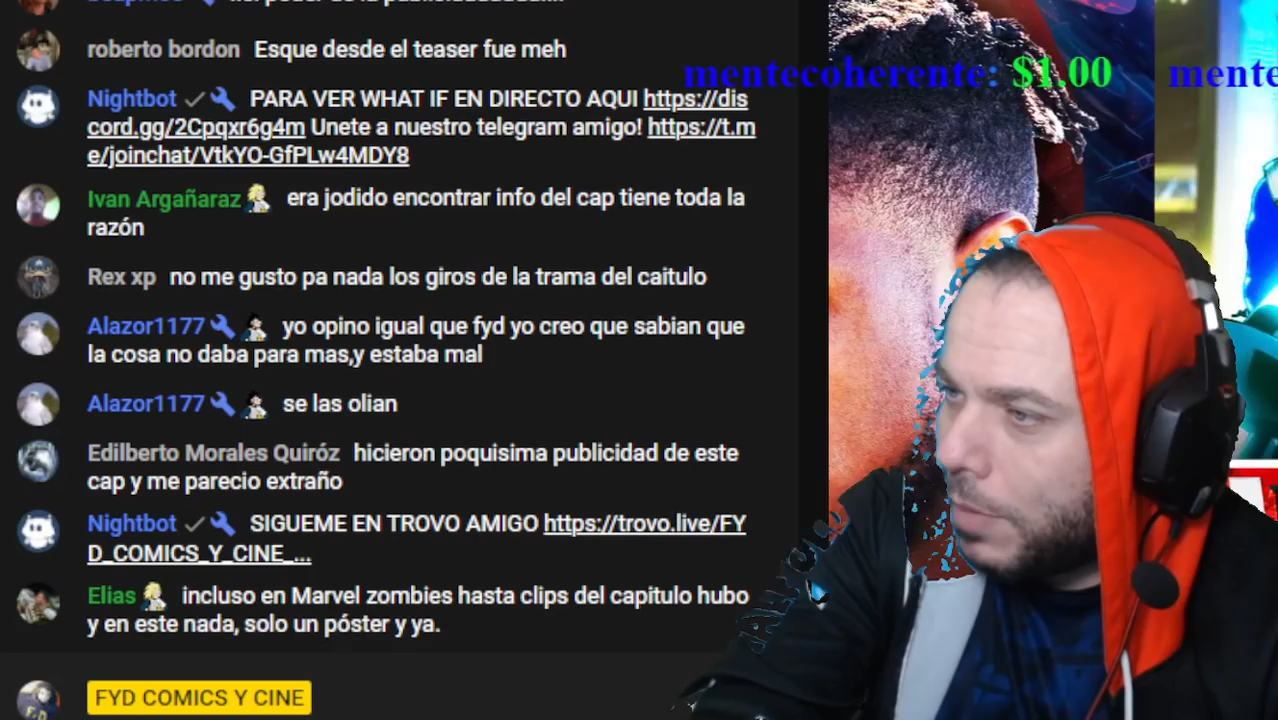 roberto bordon Esque desde el teaser fue meh
mentecoherente: $1.00 mente
Nightbot PARA VER WHAT IF EN DIRECTO AQUI https://dis
cord.gg/2Cpqxr6g4m Unete a nuestro telegram amigo! https://t.m
e/joinchat/VtkYO-GfPLw4MDY8
Ivan Argañaraz era jodido encontrar info del cap tiene toda la
razón
Rex xp no me gusto pa nada los giros de la trama del caitulo
Alazor1177 yo opino igual que fyd yo creo que sabian que
la cosa no daba para mas,y estaba mal
Alazor1177 se las olian
Edilberto Morales Quiróz hicieron poquisima publicidad de este
cap y me parecio extraño
Nightbot SIGUEME EN TROVO AMIGO https://trovo.live/FY
D_COMICS_Y_CINE_...
Elias incluso en Marvel zombies hasta clips del capitulo hubo
y en este nada, solo un póster y ya.
FYD COMICS Y CINE